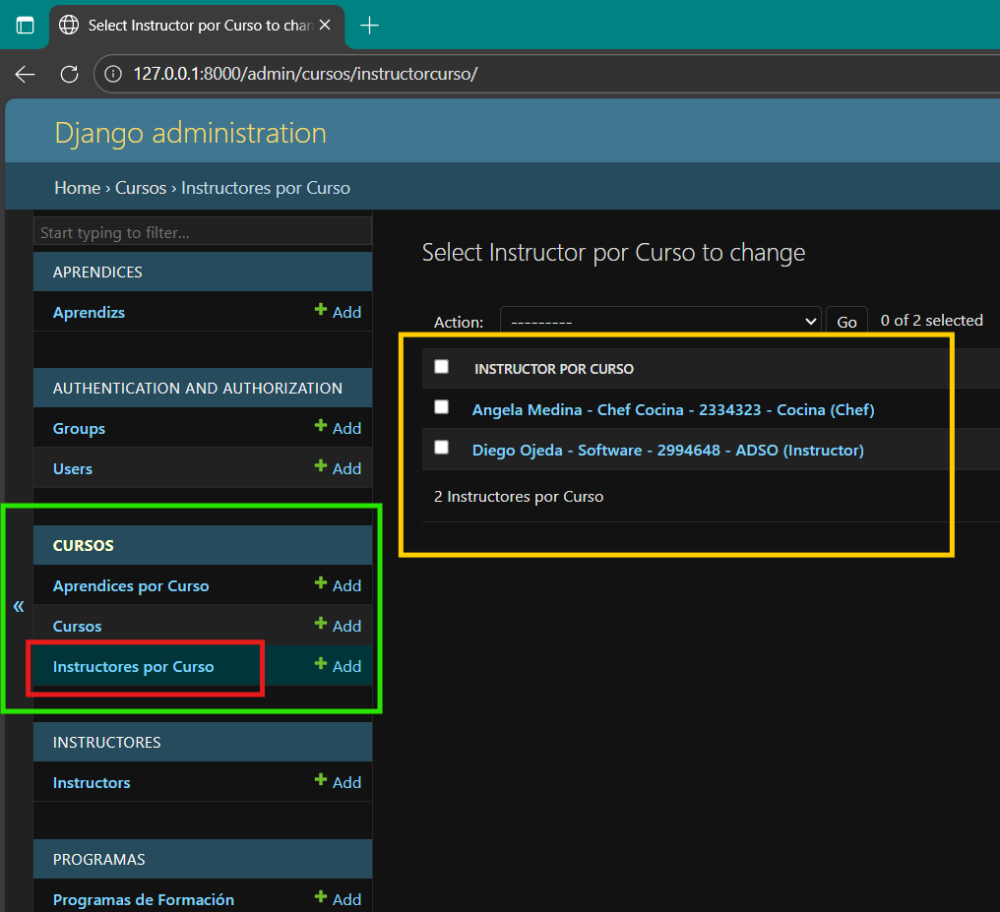 Select Instructor por Curso to chan
127.0.0.1:8000/admin/cursos/instructorcurso/
Django administration
Home › Cursos › Instructores por Curso
Start typing to filter...
APRENDICES
Aprendizs Add
AUTHENTICATION AND AUTHORIZATION
Groups Add
Users Add
CURSOS
Aprendices por Curso Add
«
Cursos Add
Instructores por Curso Add
INSTRUCTORES
Instructors Add
PROGRAMAS
Programas de Formación Add
Select Instructor por Curso to change
Action: --------- Go 0 of 2 selected
INSTRUCTOR POR CURSO
Angela Medina - Chef Cocina - 2334323 - Cocina (Chef)
Diego Ojeda - Software - 2994648 - ADSO (Instructor)
2 Instructores por Curso